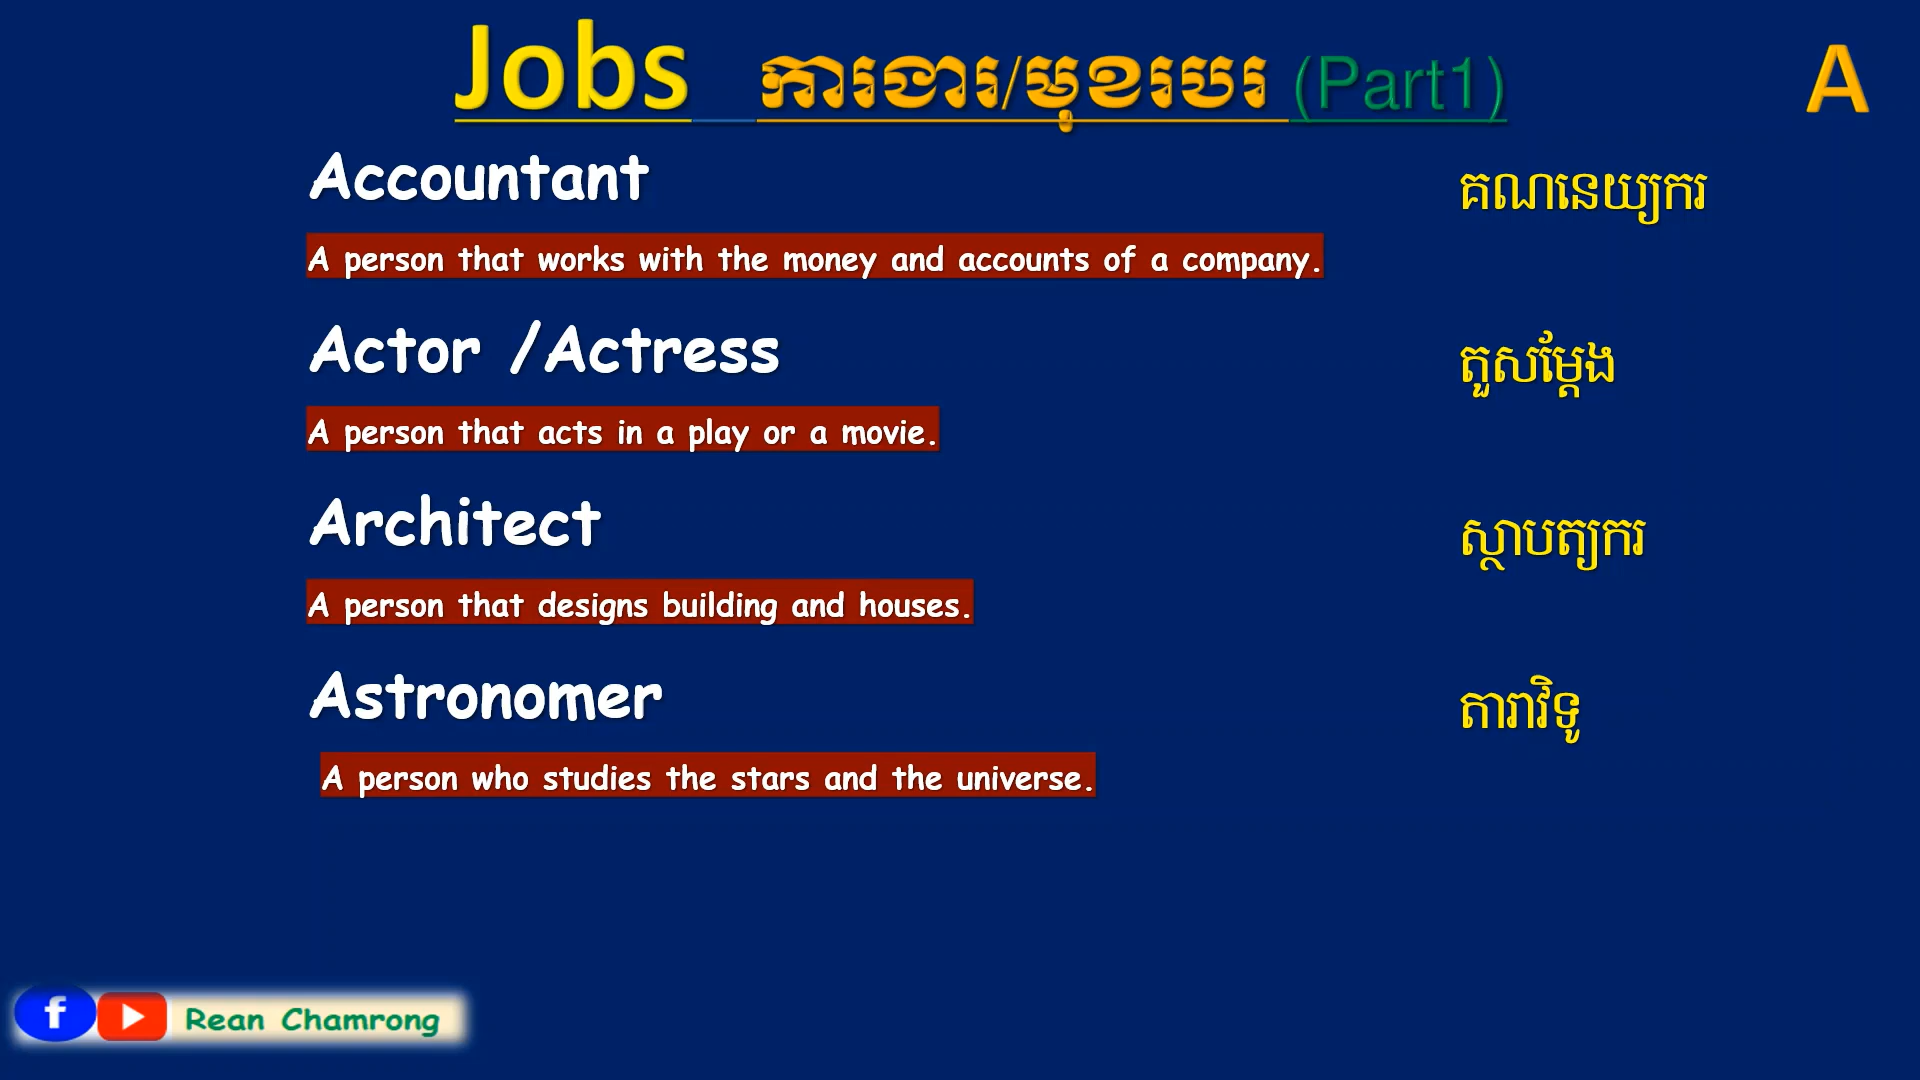 Jobs ការងារ/មុខរបរ (Part1) A
Accountant គណនេយ្យករ
A person that works with the money and accounts of a company.
Actor /Actress តួសម្តែង
A person that acts in a play or a movie.
Architect ស្ថាបត្យករ
A person that designs building and houses.
Astronomer តារាវិទូ
A person who studies the stars and the universe.
f Rean Chamrong